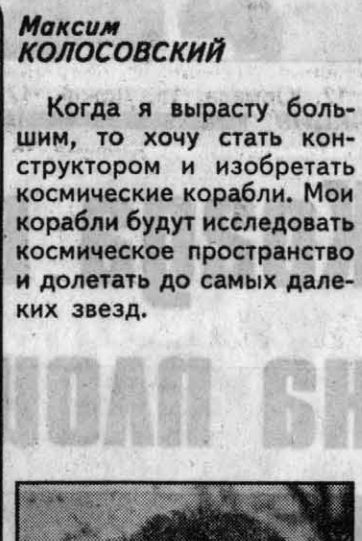 Максим
КОЛОСОВСКИЙ
Когда я вырасту боль-
шим, то хочу стать кон-
структором и изобретать
космические корабли. Мои
корабли будут исследовать
космическое пространство
и долетать до самых дале-
ких звезд.